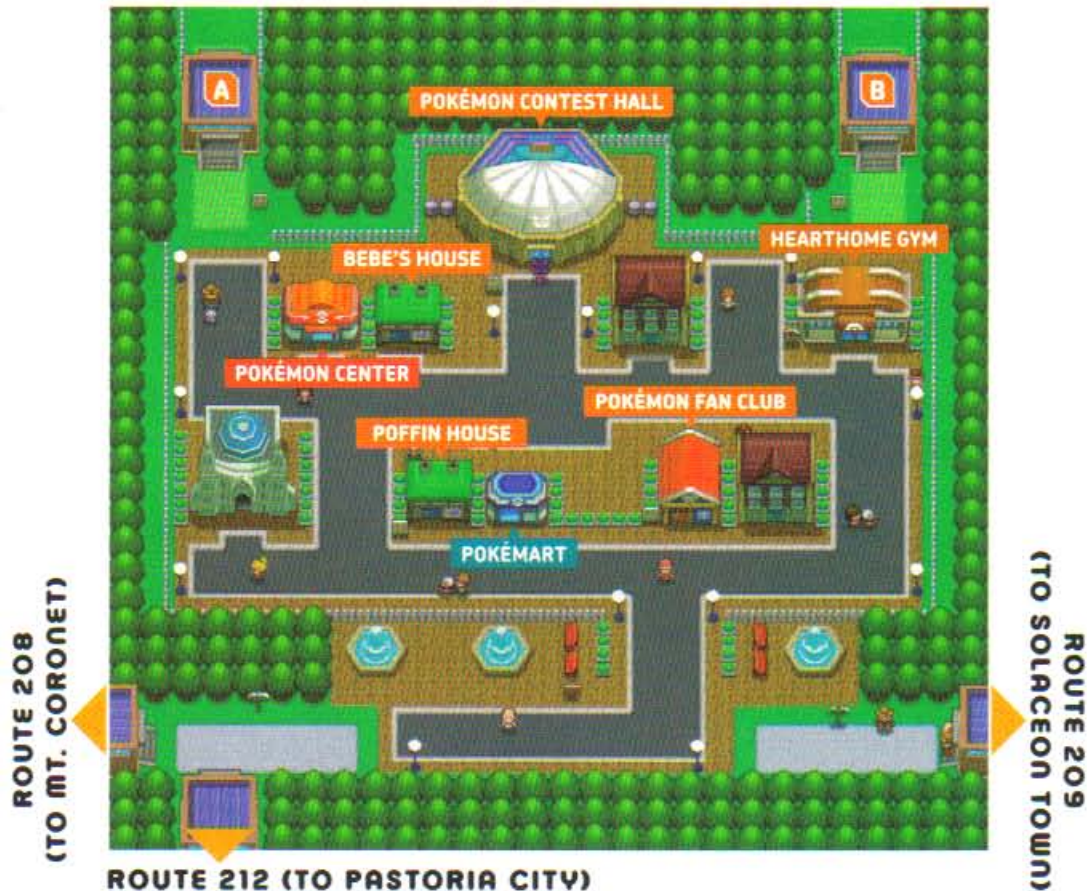 A
B
POKÉMON CONTEST HALL
HEARTHOME GYM
BEBE'S HOUSE
POKÉMON CENTER
POKÉMON FAN CLUB
POFFIN HOUSE
POKÉMART
ROUTE 208
(TO MT. CORONET)
ROUTE 209
(TO SOLACEON TOWN)
ROUTE 212 (TO PASTORIA CITY)